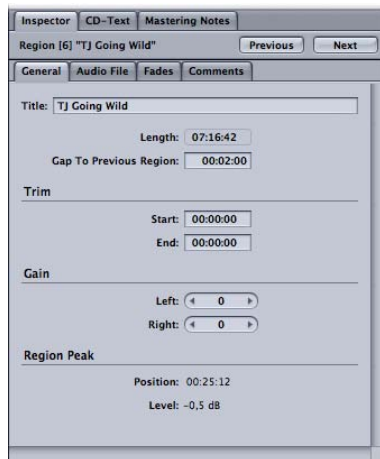 Inspector CD-Text Mastering Notes
Region [6] "TJ Going Wild" Previous Next
General Audio File Fades Comments
Title: TJ Going Wild
Length: 07:16:42
Gap To Previous Region: 00:02:00
Trim
Start: 00:00:00
End: 00:00:00
Gain
Left: 0
Right: 0
Region Peak
Position: 00:25:12
Level: -0,5 dB